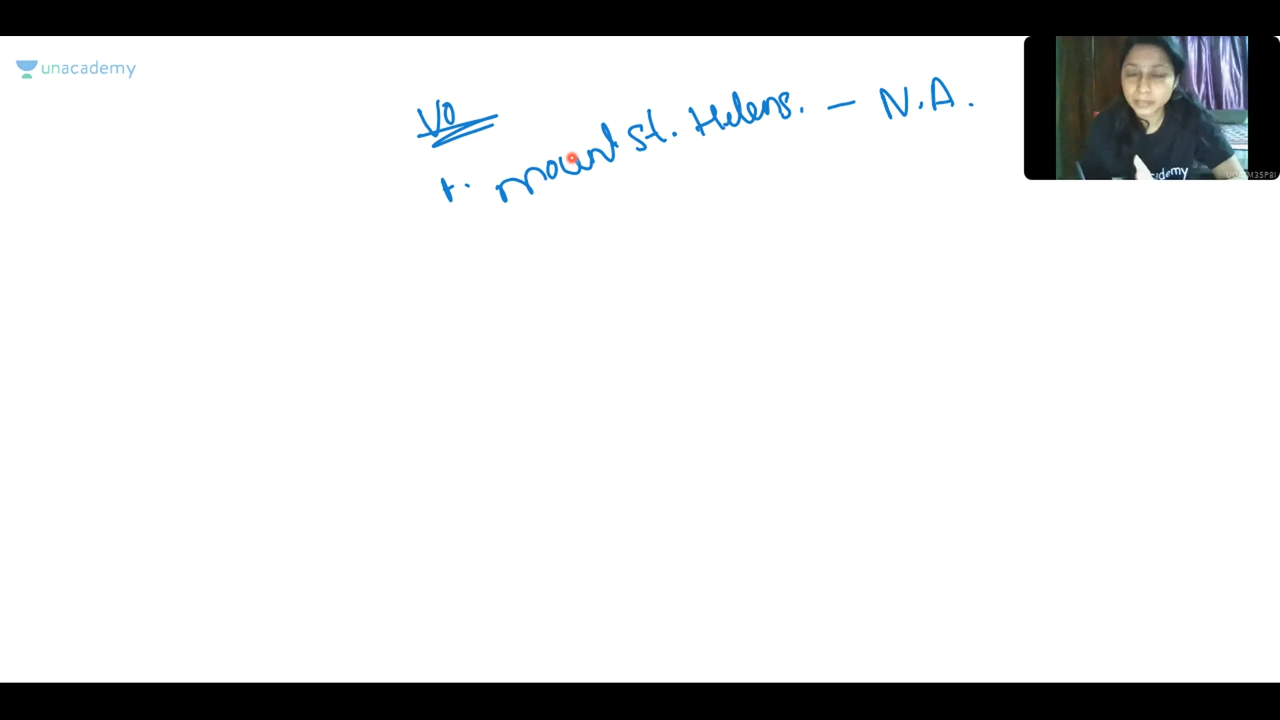 unacademy
VO
1. Mount St. Helens. — N.A.